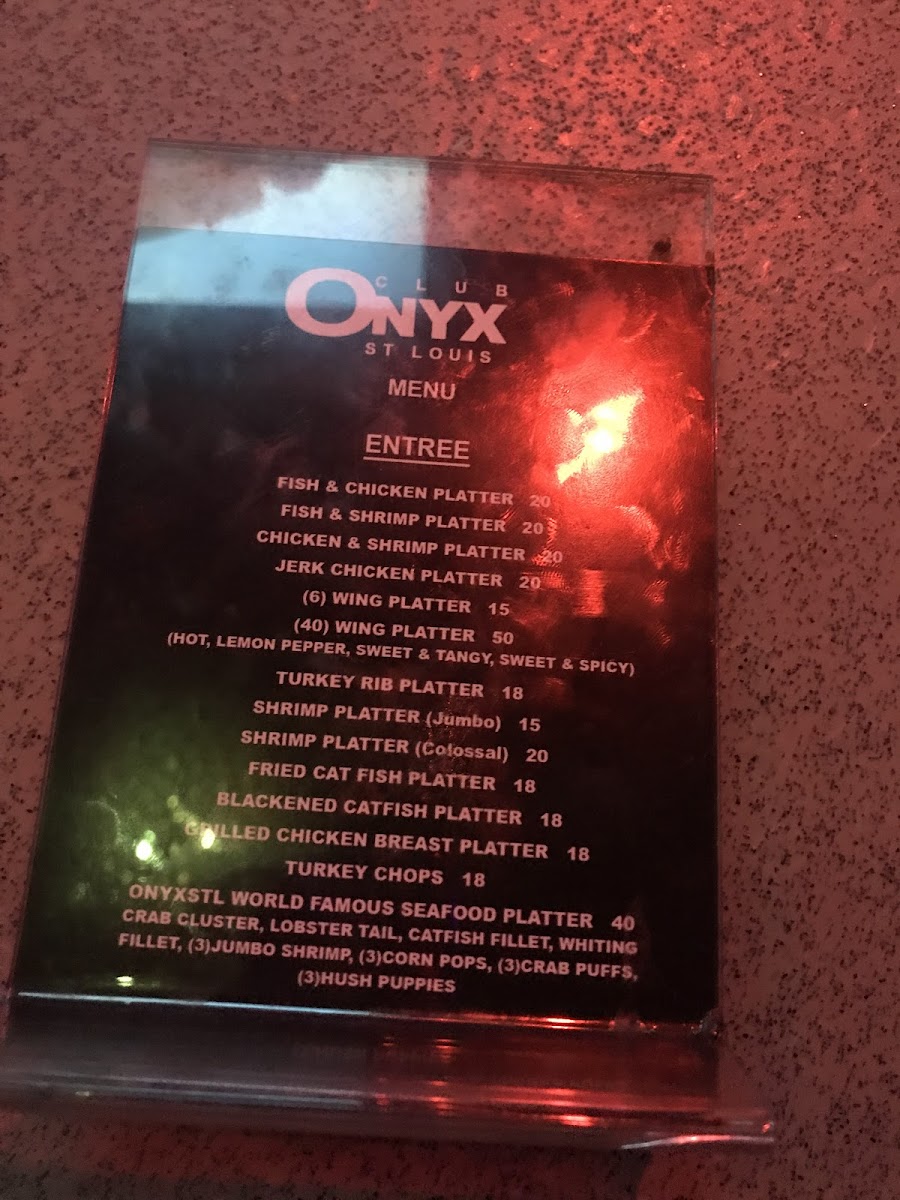 CLUB
ONYX
ST LOUIS
MENU
ENTREE
FISH & CHICKEN PLATTER 20
FISH & SHRIMP PLATTER 20
CHICKEN & SHRIMP PLATTER 20
JERK CHICKEN PLATTER 20
(6) WING PLATTER 15
(40) WING PLATTER 50
(HOT, LEMON PEPPER, SWEET & TANGY, SWEET & SPICY)
TURKEY RIB PLATTER 18
SHRIMP PLATTER (Jumbo) 15
SHRIMP PLATTER (Colossal) 20
FRIED CAT FISH PLATTER 18
BLACKENED CATFISH PLATTER 18
GRILLED CHICKEN BREAST PLATTER 18
TURKEY CHOPS 18
ONYXSTL WORLD FAMOUS SEAFOOD PLATTER 40
CRAB CLUSTER, LOBSTER TAIL, CATFISH FILLET, WHITING
FILLET, (3)JUMBO SHRIMP, (3)CORN POPS, (3)CRAB PUFFS,
(3)HUSH PUPPIES